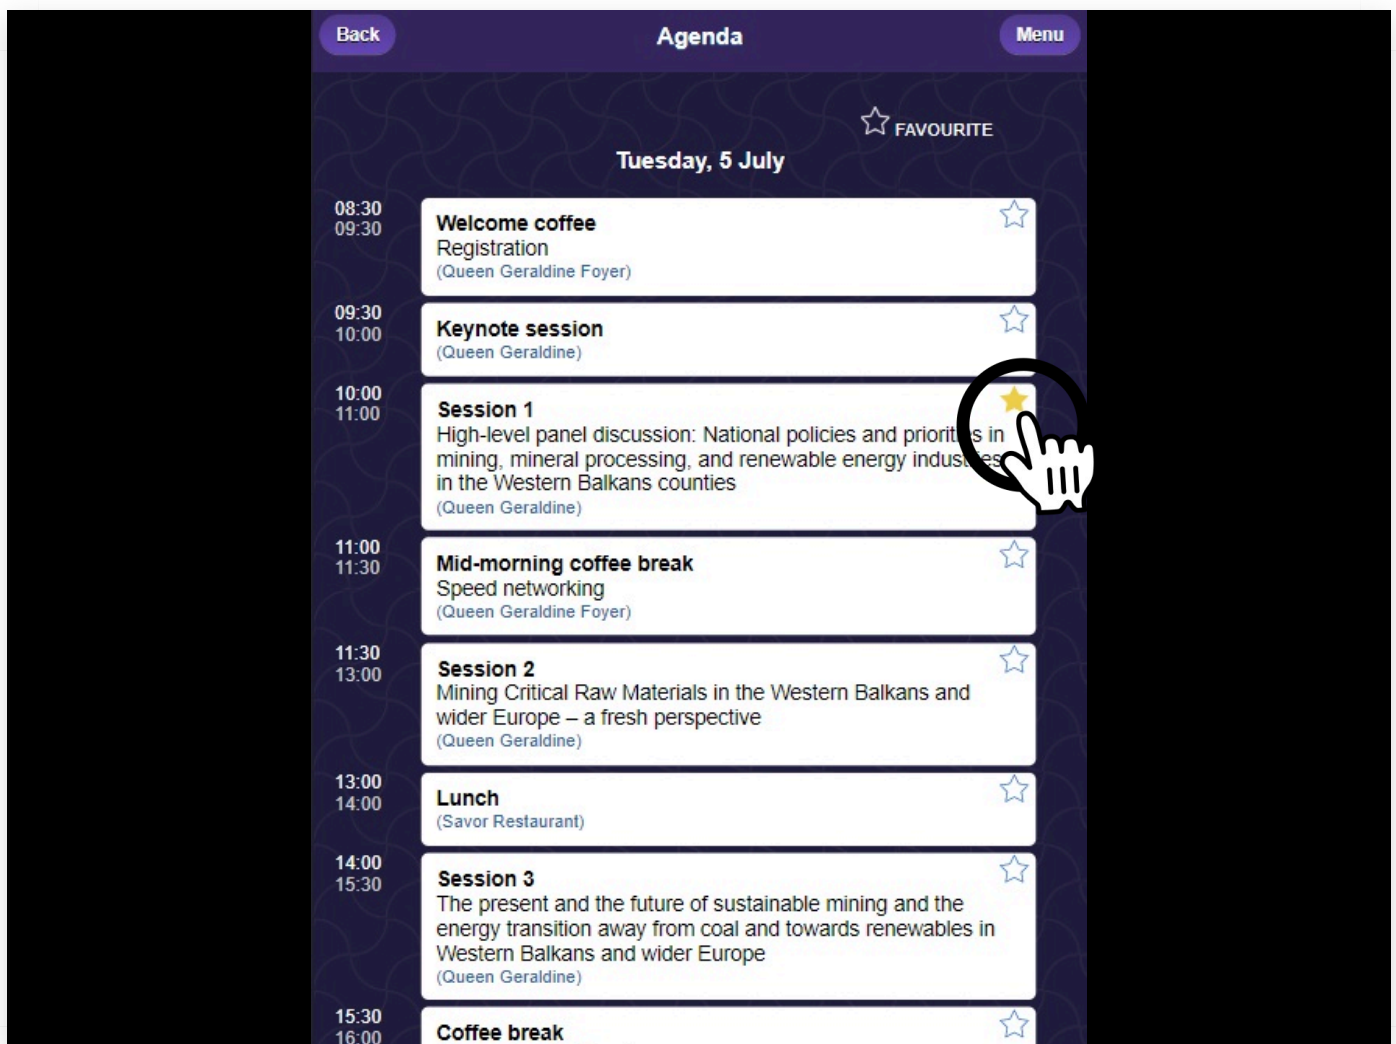 Back
Agenda
Menu
FAVOURITE
Tuesday, 5 July
08:30
09:30
Welcome coffee
Registration
(Queen Geraldine Foyer)
09:30
10:00
Keynote session
(Queen Geraldine)
10:00
11:00
Session 1
High-level panel discussion: National policies and priorities in
mining, mineral processing, and renewable energy industries
in the Western Balkans counties
(Queen Geraldine)
11:00
11:30
Mid-morning coffee break
Speed networking
(Queen Geraldine Foyer)
11:30
13:00
Session 2
Mining Critical Raw Materials in the Western Balkans and
wider Europe – a fresh perspective
(Queen Geraldine)
13:00
14:00
Lunch
(Savor Restaurant)
14:00
15:30
Session 3
The present and the future of sustainable mining and the
energy transition away from coal and towards renewables in
Western Balkans and wider Europe
(Queen Geraldine)
15:30
16:00
Coffee break